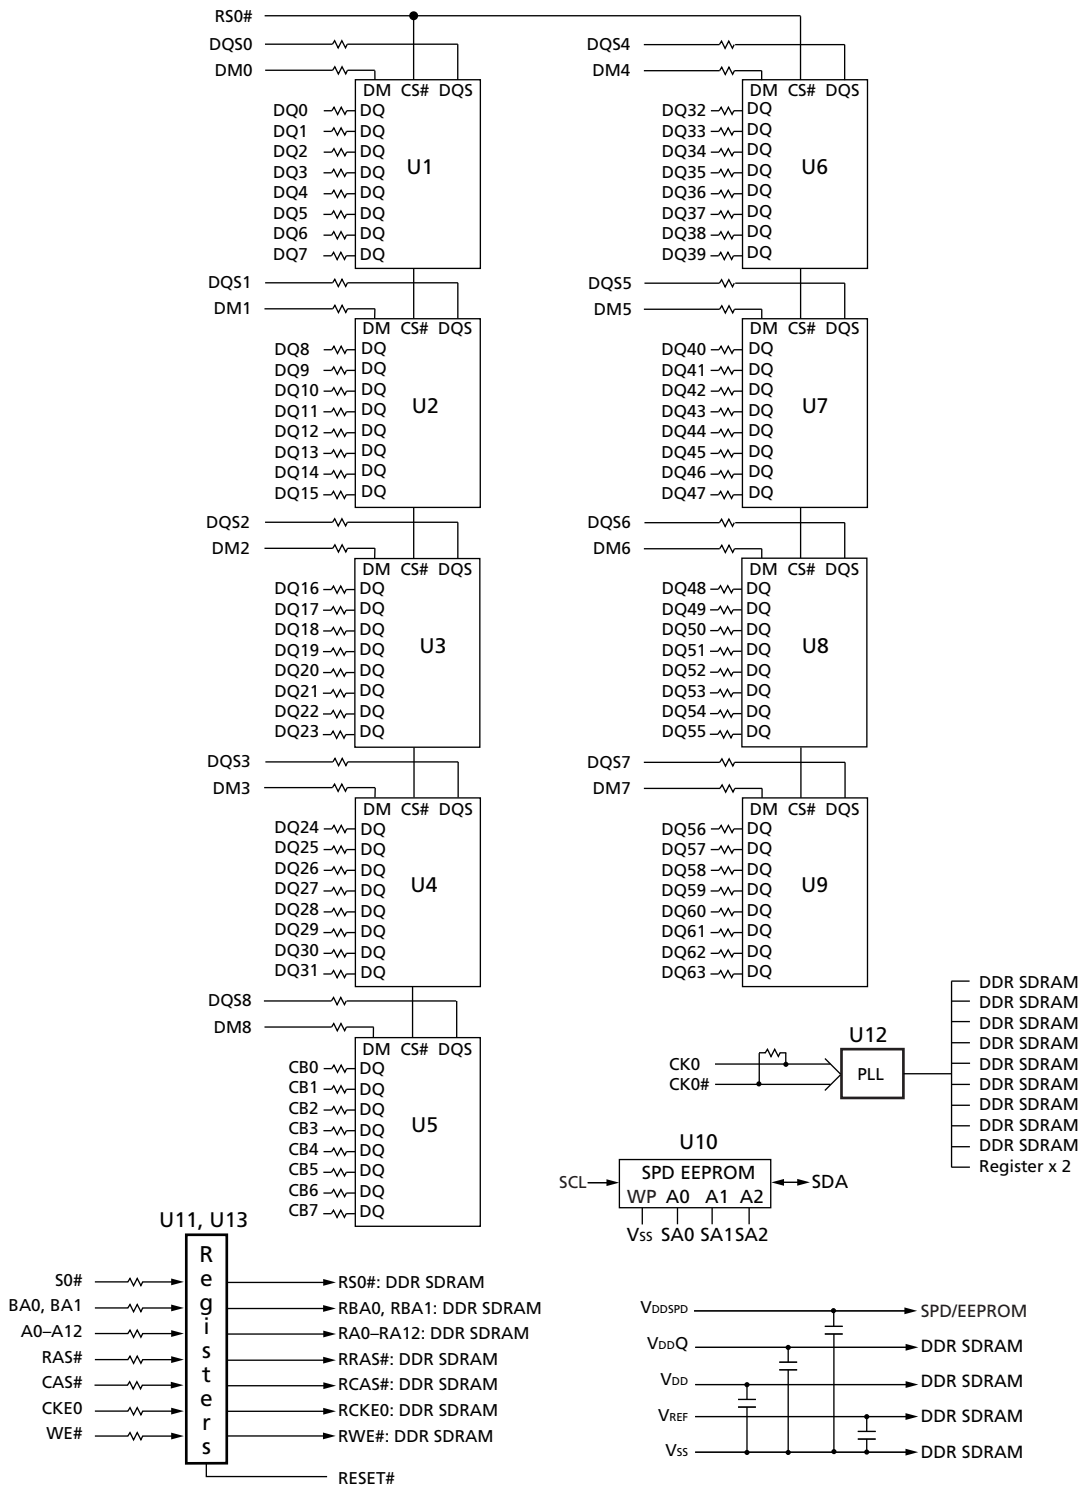 RS0#
DQS0
DM0
DM CS# DQS
DQ0 DQ
DQ1 DQ
DQ2 DQ
DQ3 DQ
DQ4 DQ
DQ5 DQ
DQ6 DQ
DQ7 DQ
U1
DQS1
DM1
DM CS# DQS
DQ8 DQ
DQ9 DQ
DQ10 DQ
DQ11 DQ
DQ12 DQ
DQ13 DQ
DQ14 DQ
DQ15 DQ
U2
DQS2
DM2
DM CS# DQS
DQ16 DQ
DQ17 DQ
DQ18 DQ
DQ19 DQ
DQ20 DQ
DQ21 DQ
DQ22 DQ
DQ23 DQ
U3
DQS3
DM3
DM CS# DQS
DQ24 DQ
DQ25 DQ
DQ26 DQ
DQ27 DQ
DQ28 DQ
DQ29 DQ
DQ30 DQ
DQ31 DQ
U4
DQS8
DM8
DM CS# DQS
CB0 DQ
CB1 DQ
CB2 DQ
CB3 DQ
CB4 DQ
CB5 DQ
CB6 DQ
CB7 DQ
U5
DQS4
DM4
DM CS# DQS
DQ32 DQ
DQ33 DQ
DQ34 DQ
DQ35 DQ
DQ36 DQ
DQ37 DQ
DQ38 DQ
DQ39 DQ
U6
DQS5
DM5
DM CS# DQS
DQ40 DQ
DQ41 DQ
DQ42 DQ
DQ43 DQ
DQ44 DQ
DQ45 DQ
DQ46 DQ
DQ47 DQ
U7
DQS6
DM6
DM CS# DQS
DQ48 DQ
DQ49 DQ
DQ50 DQ
DQ51 DQ
DQ52 DQ
DQ53 DQ
DQ54 DQ
DQ55 DQ
U8
DQS7
DM7
DM CS# DQS
DQ56 DQ
DQ57 DQ
DQ58 DQ
DQ59 DQ
DQ60 DQ
DQ61 DQ
DQ62 DQ
DQ63 DQ
U9
U12
CK0
CK0#
PLL
DDR SDRAM
DDR SDRAM
DDR SDRAM
DDR SDRAM
DDR SDRAM
DDR SDRAM
DDR SDRAM
DDR SDRAM
DDR SDRAM
Register x 2
U10
SPD EEPROM
SCL
SDA
WP A0 A1 A2
VSS SA0 SA1 SA2
U11, U13
Registers
S0# RS0#: DDR SDRAM
BA0, BA1 RBA0, RBA1: DDR SDRAM
A0–A12 RA0–RA12: DDR SDRAM
RAS# RRAS#: DDR SDRAM
CAS# RCAS#: DDR SDRAM
CKE0 RCKE0: DDR SDRAM
WE# RWE#: DDR SDRAM
RESET#
VDDSPD SPD/EEPROM
VDDQ DDR SDRAM
VDD DDR SDRAM
VREF DDR SDRAM
VSS DDR SDRAM